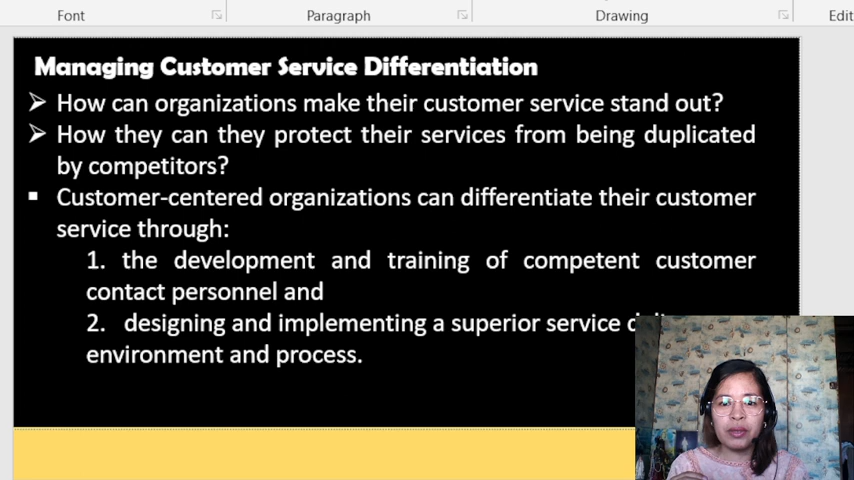 Font Paragraph Drawing Edit
Managing Customer Service Differentiation
➢ How can organizations make their customer service stand out?
➢ How they can they protect their services from being duplicated
by competitors?
▪ Customer-centered organizations can differentiate their customer
service through:
1. the development and training of competent customer
contact personnel and
2. designing and implementing a superior service
environment and process.